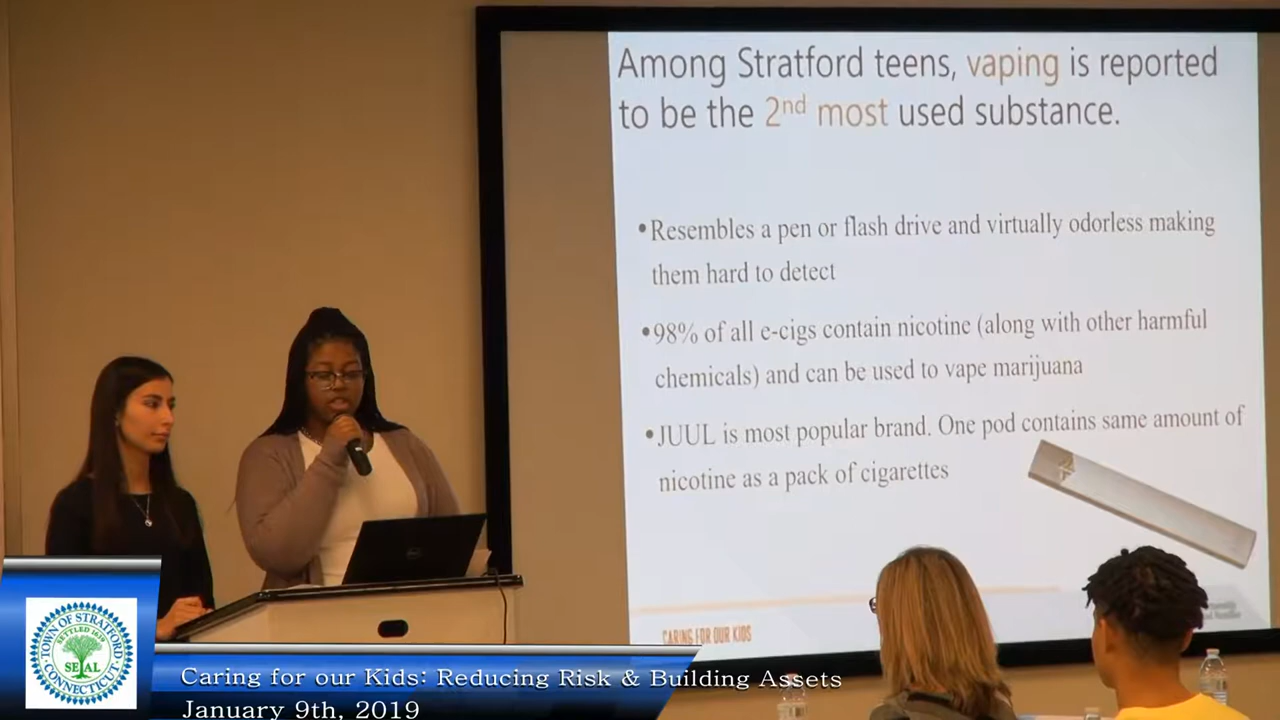 Among Stratford teens, vaping is reported
to be the 2nd most used substance.
•Resembles a pen or flash drive and virtually odorless making
them hard to detect
•98% of all e-cigs contain nicotine (along with other harmful
chemicals) and can be used to vape marijuana
•JUUL is most popular brand. One pod contains same amount of
nicotine as a pack of cigarettes
CARING FOR OUR KIDS
TOWN OF STRATFORD
SETTLED 1639
SEAL
CONNECTICUT
Caring for our Kids: Reducing Risk & Building Assets
January 9th, 2019